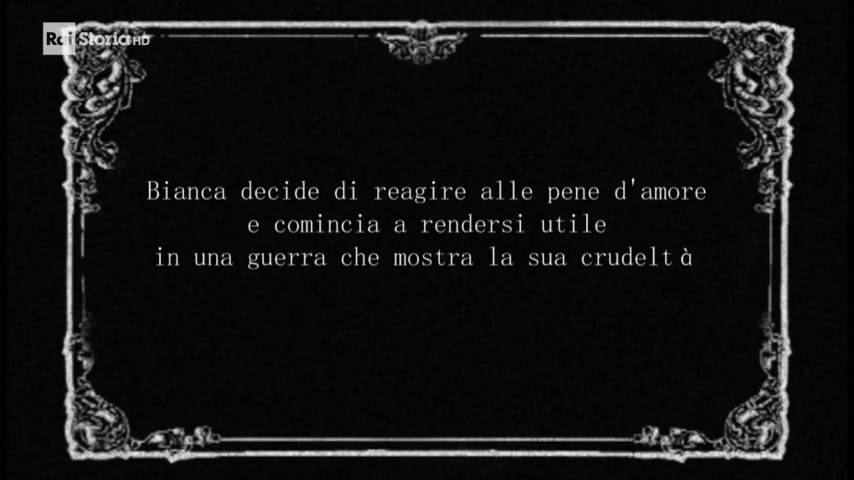 Rai Storia HD
Bianca decide di reagire alle pene d'amore
e comincia a rendersi utile
in una guerra che mostra la sua crudeltà